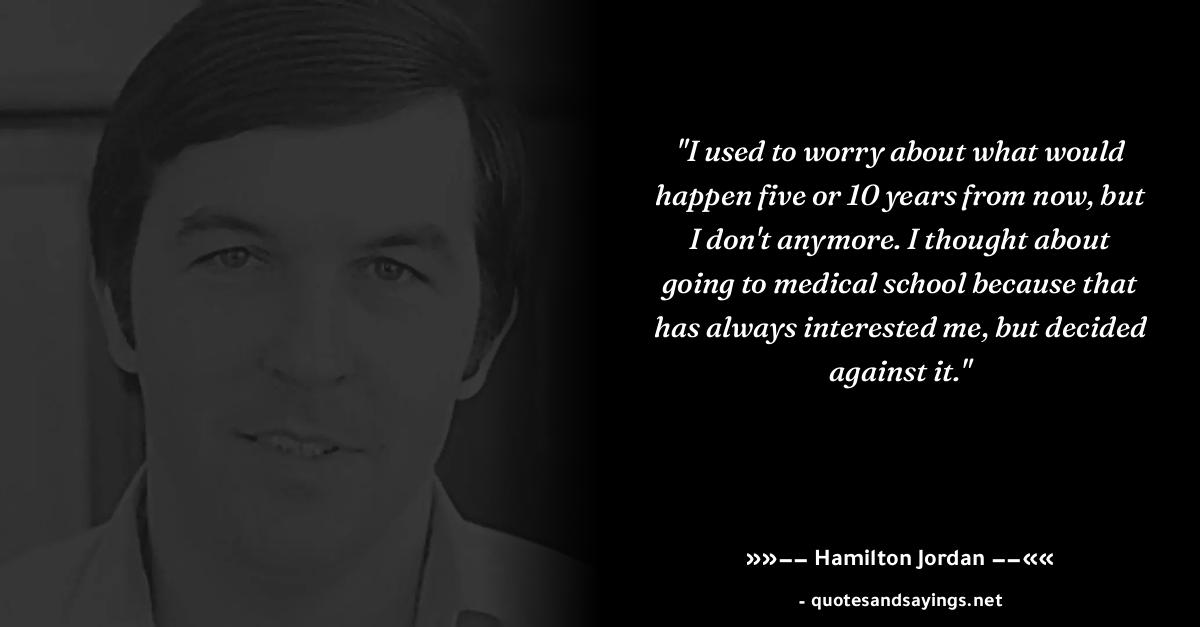 "I used to worry about what would
happen five or 10 years from now, but
I don't anymore. I thought about
going to medical school because that
has always interested me, but decided
against it."
»»−− Hamilton Jordan −−««
- quotesandsayings.net